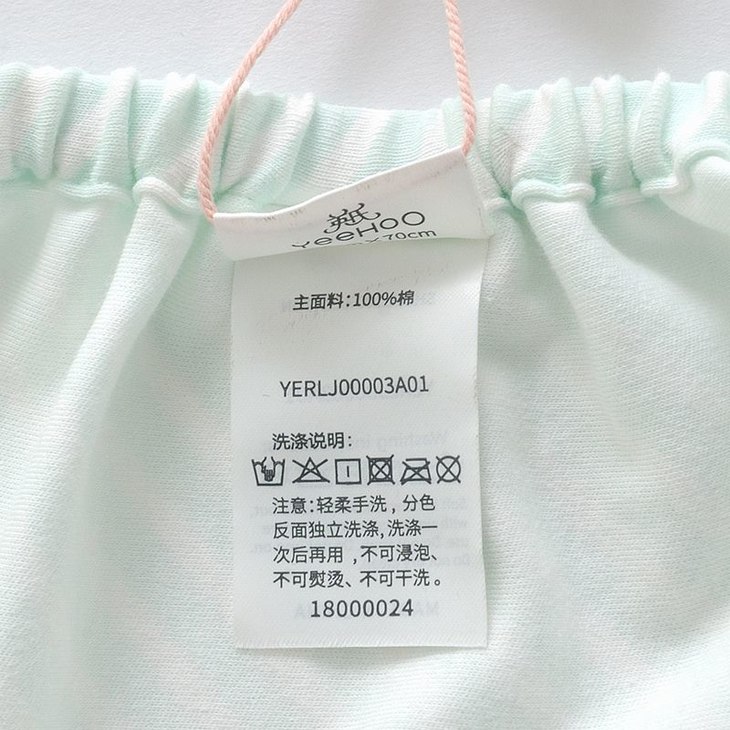 YeeHoO
70cm
主面料:100%棉
YERLJ00003A01
洗涤说明:
注意:轻柔手洗,分色
反面独立洗涤,洗涤一
次后再用,不可浸泡、
不可熨烫、不可干洗。
18000024